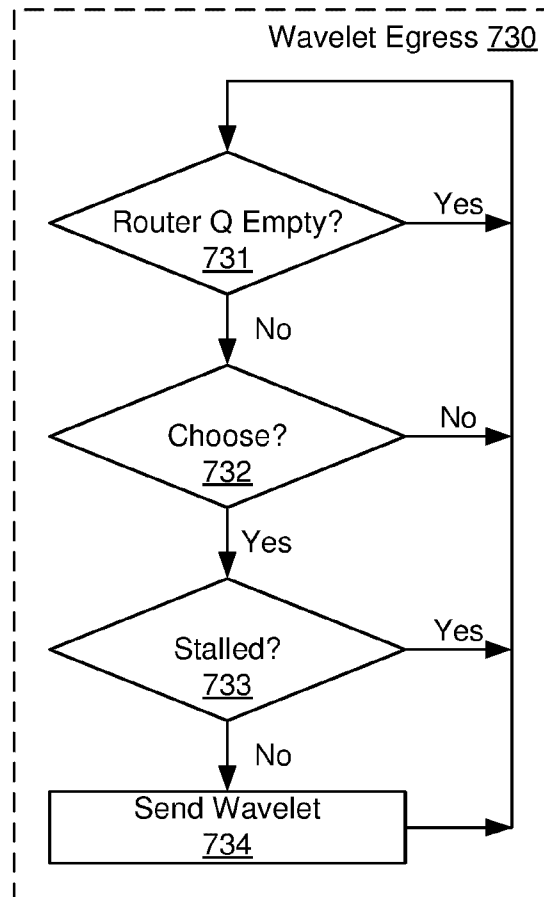 Wavelet Egress 730
Router Q Empty?
731
Yes
No
Choose?
732
No
Yes
Stalled?
733
Yes
No
Send Wavelet
734